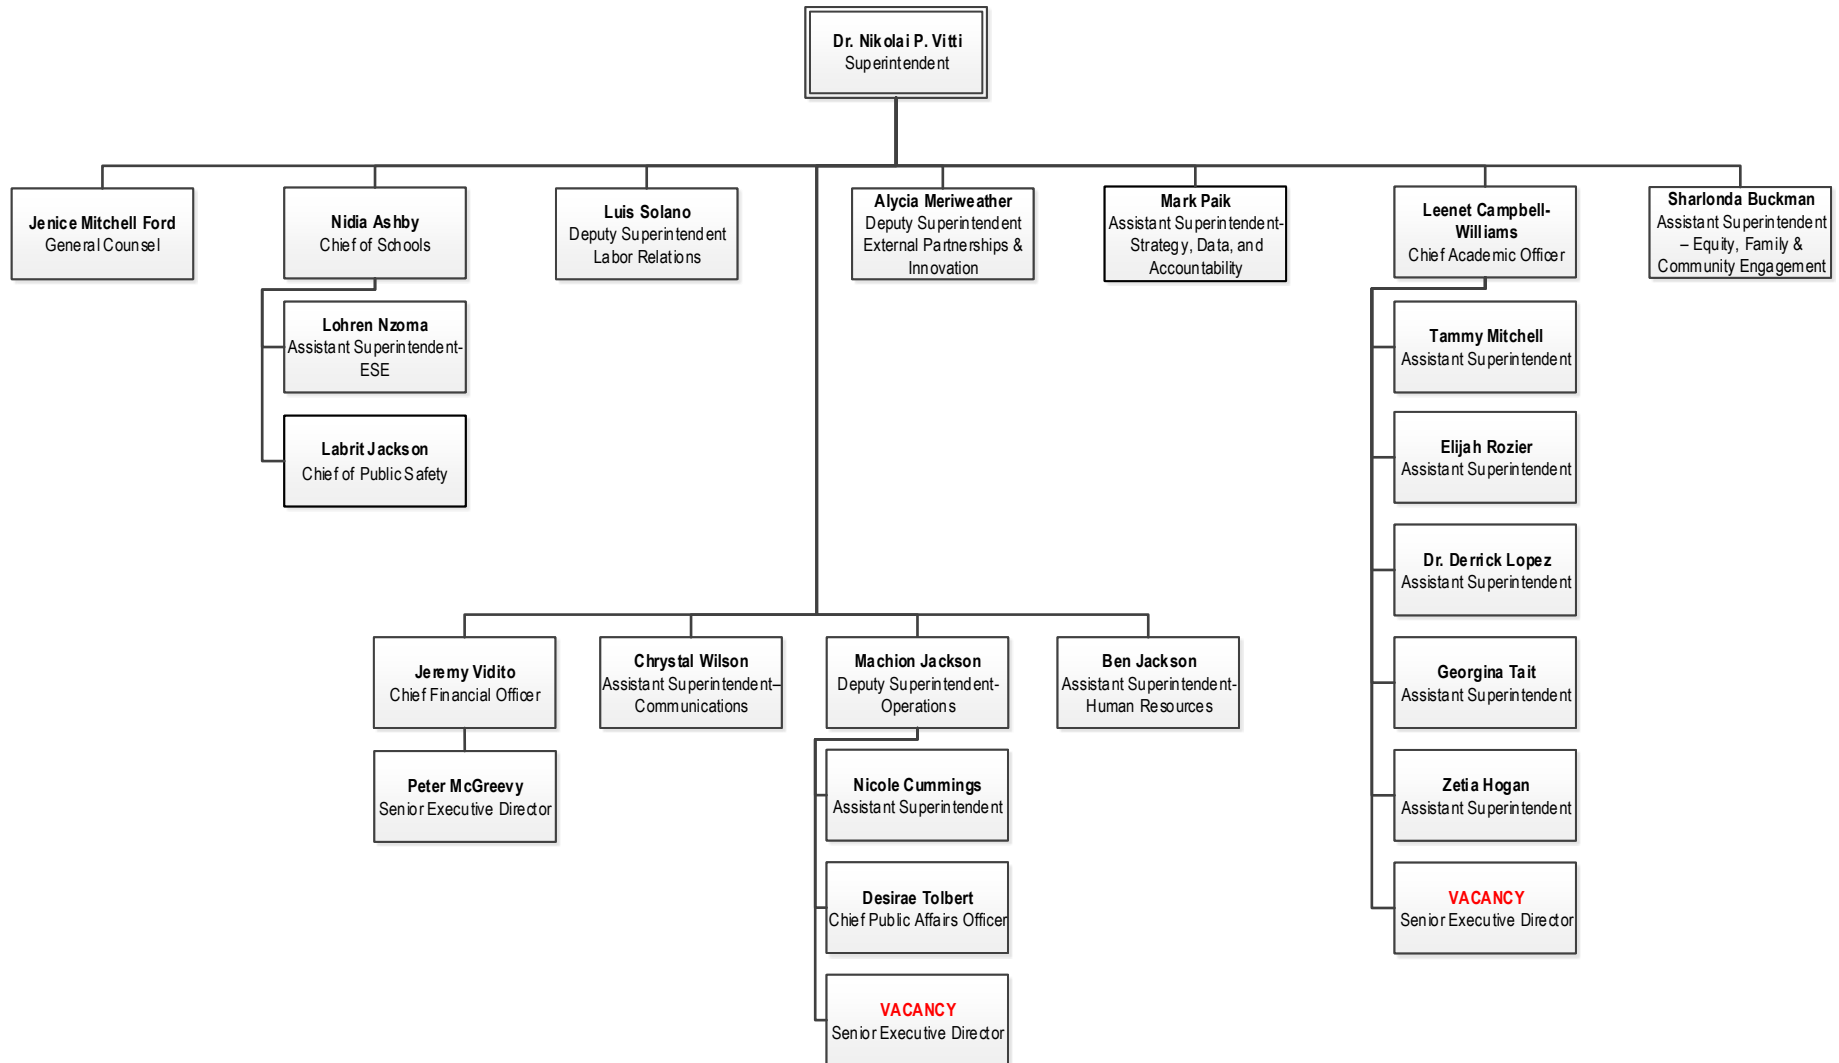 Dr. Nikolai P. Vitti
Superintendent
Jenice Mitchell Ford
General Counsel
Nidia Ashby
Chief of Schools
Luis Solano
Deputy Superintendent
Labor Relations
Alycia Meriweather
Deputy Superintendent
External Partnerships &
Innovation
Mark Paik
Assistant Superintendent-
Strategy, Data, and
Accountability
Leenet Campbell-
Williams
Chief Academic Officer
Sharlonda Buckman
Assistant Superintendent
– Equity, Family &
Community Engagement
Lohren Nzoma
Assistant Superintendent-
ESE
Labrit Jackson
Chief of Public Safety
Tammy Mitchell
Assistant Superintendent
Elijah Rozier
Assistant Superintendent
Dr. Derrick Lopez
Assistant Superintendent
Georgina Tait
Assistant Superintendent
Zetia Hogan
Assistant Superintendent
VACANCY
Senior Executive Director
Jeremy Vidito
Chief Financial Officer
Chrystal Wilson
Assistant Superintendent–
Communications
Machion Jackson
Deputy Superintendent-
Operations
Ben Jackson
Assistant Superintendent-
Human Resources
Peter McGreevy
Senior Executive Director
Nicole Cummings
Assistant Superintendent
Desirae Tolbert
Chief Public Affairs Officer
VACANCY
Senior Executive Director